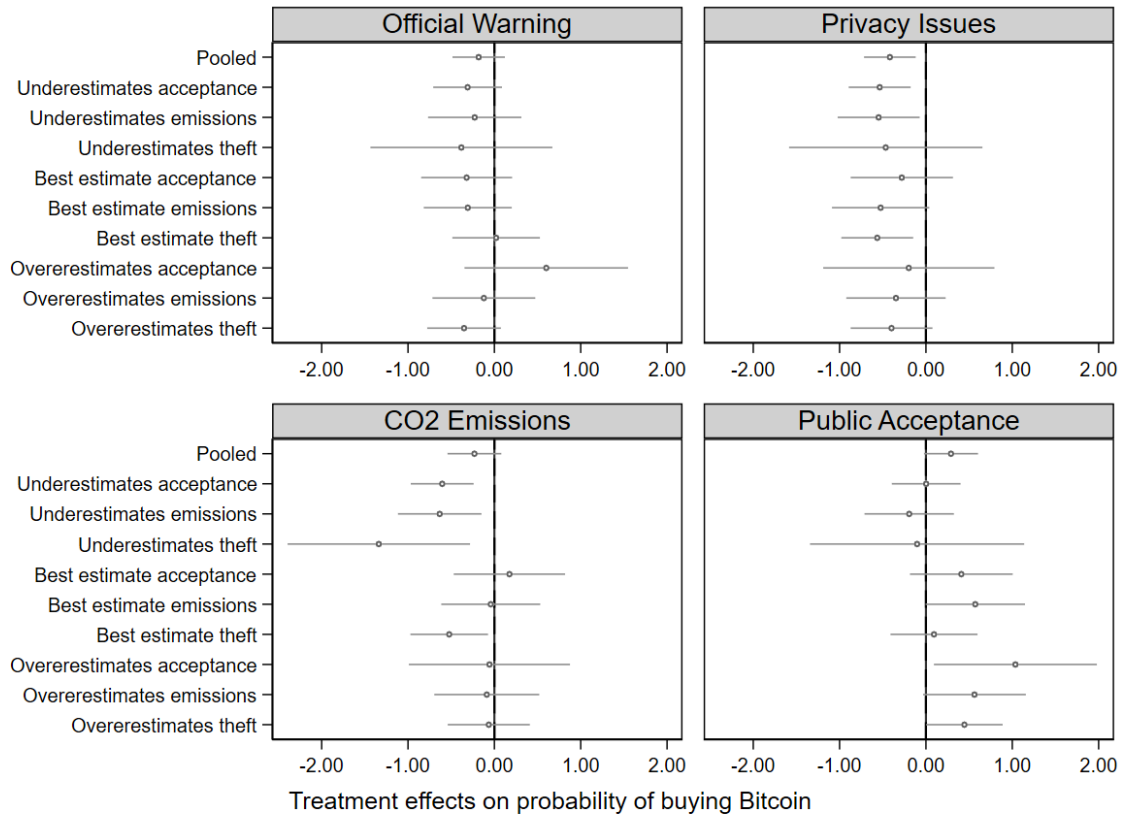 Official Warning
Privacy Issues
Pooled
Underestimates acceptance
Underestimates emissions
Underestimates theft
Best estimate acceptance
Best estimate emissions
Best estimate theft
Overerestimates acceptance
Overerestimates emissions
Overerestimates theft
-2.00 -1.00 0.00 1.00 2.00
-2.00 -1.00 0.00 1.00 2.00
CO2 Emissions
Public Acceptance
Pooled
Underestimates acceptance
Underestimates emissions
Underestimates theft
Best estimate acceptance
Best estimate emissions
Best estimate theft
Overerestimates acceptance
Overerestimates emissions
Overerestimates theft
-2.00 -1.00 0.00 1.00 2.00
-2.00 -1.00 0.00 1.00 2.00
Treatment effects on probability of buying Bitcoin